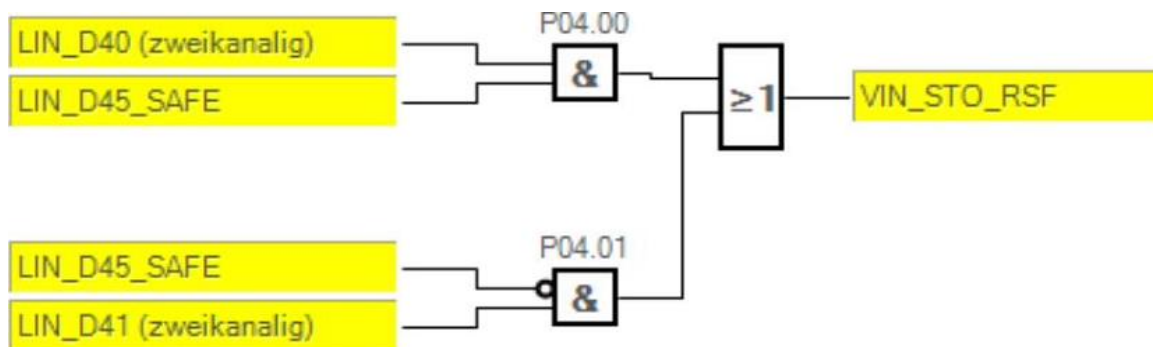 P04.00
LIN_D40 (zweikanalig)
&
LIN_D45_SAFE
≥1
VIN_STO_RSF
P04.01
LIN_D45_SAFE
&
LIN_D41 (zweikanalig)